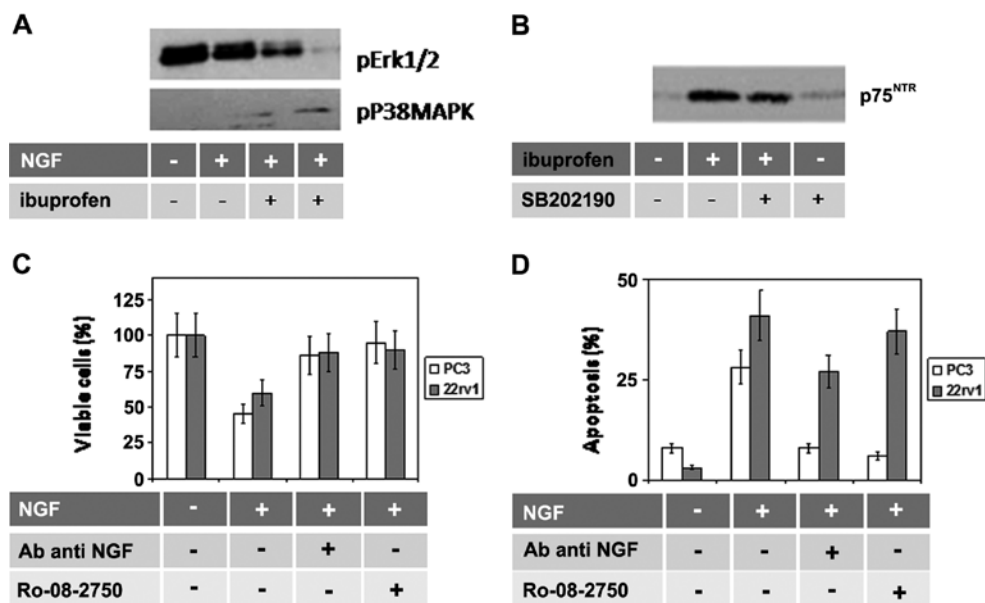 A
pErk1/2
pP38MAPK
NGF - + + +
ibuprofen - - + +
B
p75NTR
ibuprofen - + + -
SB202190 - - + +
C
Viable cells (%)
125
100
75
50
25
0
PC3
22rv1
NGF - + + +
Ab anti NGF - - + -
Ro-08-2750 - - - +
D
Apoptosis (%)
50
25
0
PC3
22rv1
NGF - + + +
Ab anti NGF - - + -
Ro-08-2750 - - - +